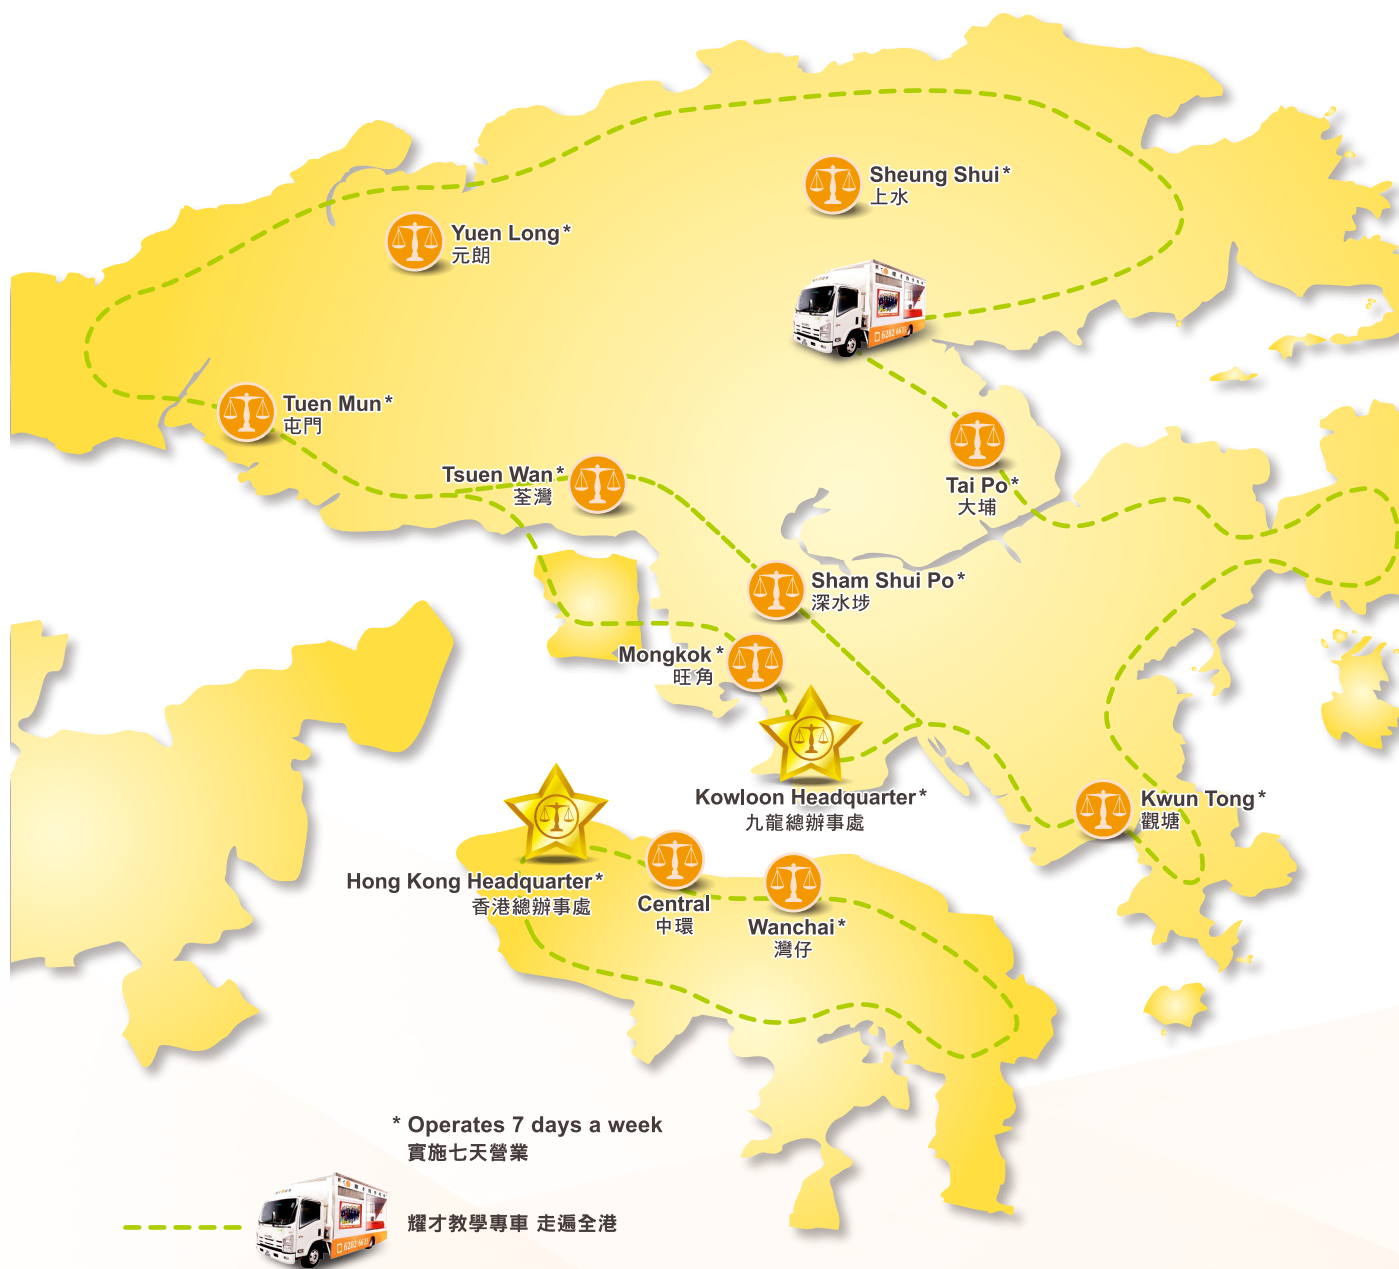 Sheung Shui*
上水
Yuen Long*
元朗
6282 6633
Tuen Mun*
屯門
Tsuen Wan*
荃灣
Tai Po*
大埔
Sham Shui Po*
深水埗
Mongkok*
旺角
Kowloon Headquarter*
九龍總辦事處
Kwun Tong*
觀塘
Hong Kong Headquarter*
香港總辦事處
Central
中環
Wanchai*
灣仔
* Operates 7 days a week
實施七天營業
耀才教學專車 走遍全港
6282 6633